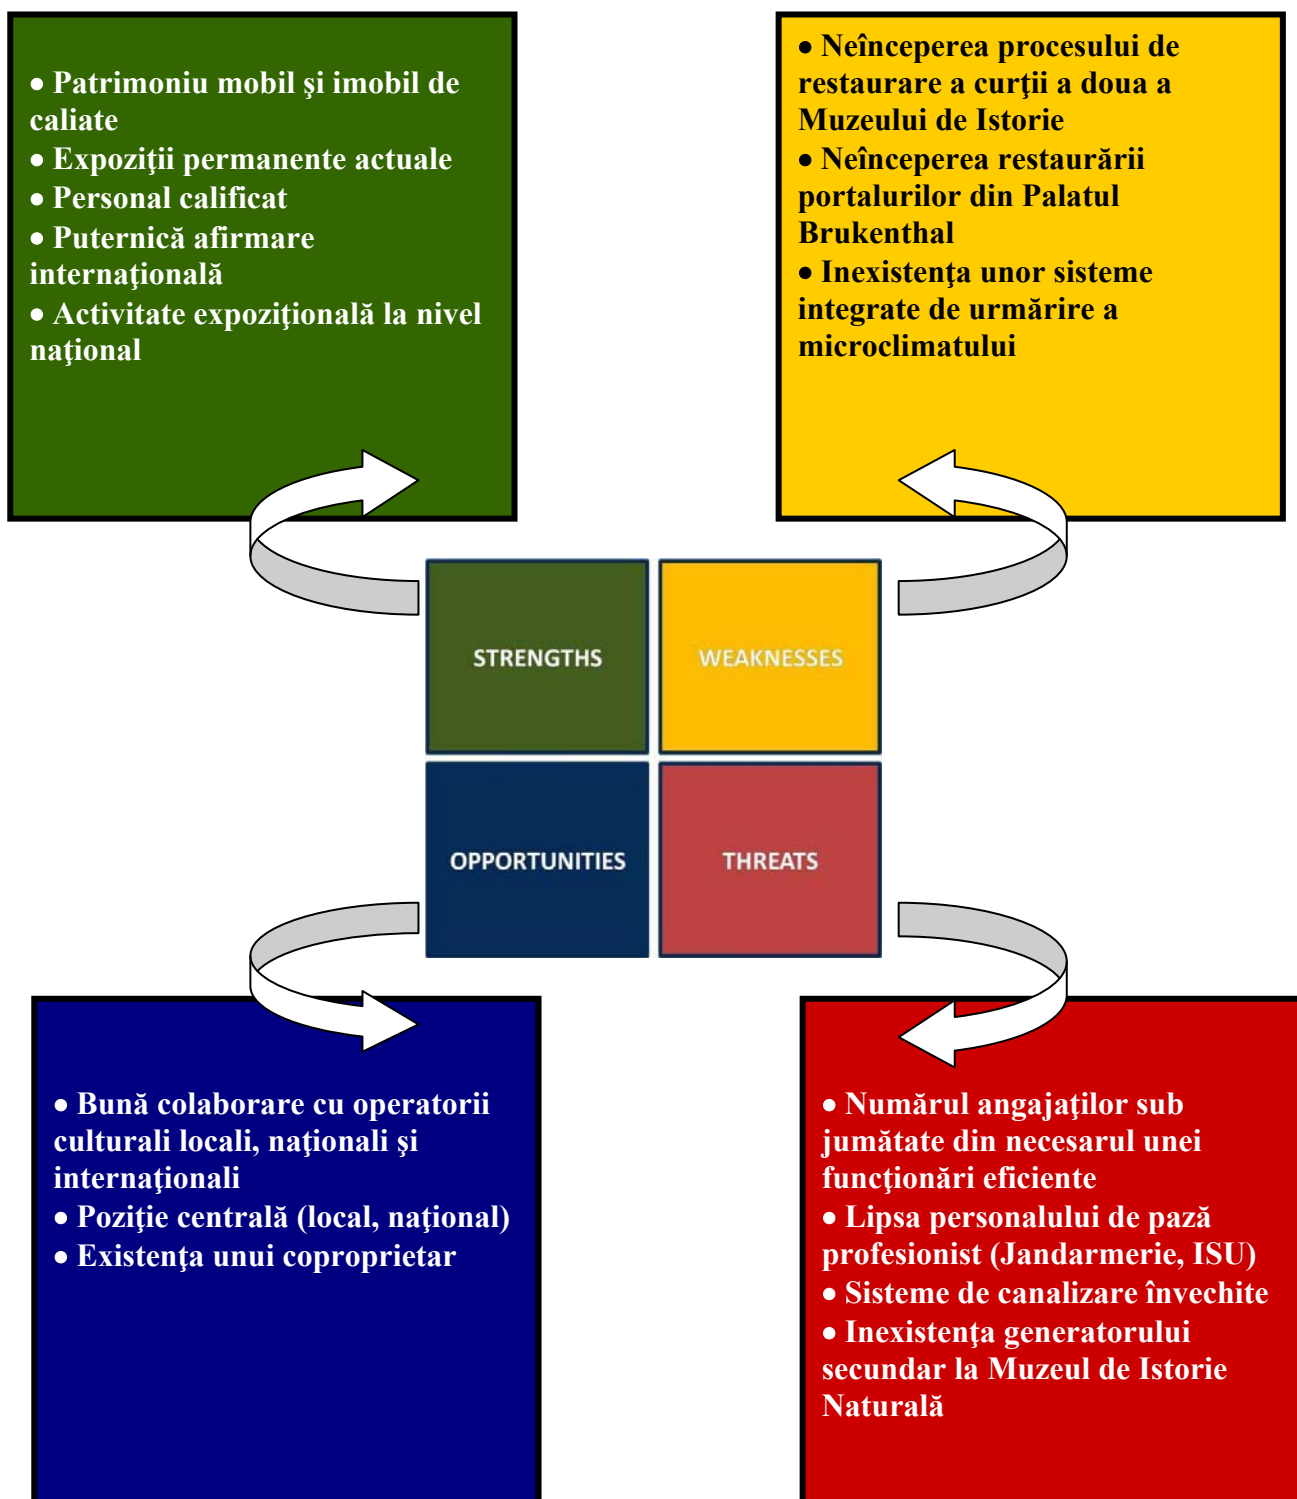 • Patrimoniu mobil şi imobil de
caliate
• Expoziţii permanente actuale
• Personal calificat
• Puternică afirmare
internaţională
• Activitate expoziţională la nivel
naţional
• Neînceperea procesului de
restaurare a curţii a doua a
Muzeului de Istorie
• Neînceperea restaurării
portalurilor din Palatul
Brukenthal
• Inexistenţa unor sisteme
integrate de urmărire a
microclimatului
STRENGTHS
WEAKNESSES
OPPORTUNITIES
THREATS
• Bună colaborare cu operatorii
culturali locali, naţionali şi
internaţionali
• Poziţie centrală (local, naţional)
• Existenţa unui coproprietar
• Numărul angajaţilor sub
jumătate din necesarul unei
funcţionări eficiente
• Lipsa personalului de pază
profesionist (Jandarmerie, ISU)
• Sisteme de canalizare învechite
• Inexistenţa generatorului
secundar la Muzeul de Istorie
Naturală